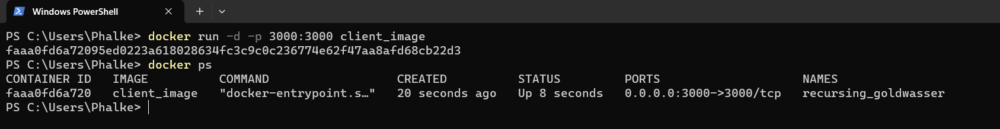 Windows PowerShell
PS C:\Users\Phalke> docker run -d -p 3000:3000 client_image
faaa0fd6a72095ed0223a618028634fc3c9c0c236774e62f47aa8afd68cb22d3
PS C:\Users\Phalke> docker ps
CONTAINER ID   IMAGE          COMMAND                  CREATED          STATUS         PORTS                    NAMES
faaa0fd6a720   client_image   "docker-entrypoint.s…"   20 seconds ago   Up 8 seconds   0.0.0.0:3000->3000/tcp   recursing_goldwasser
PS C:\Users\Phalke>